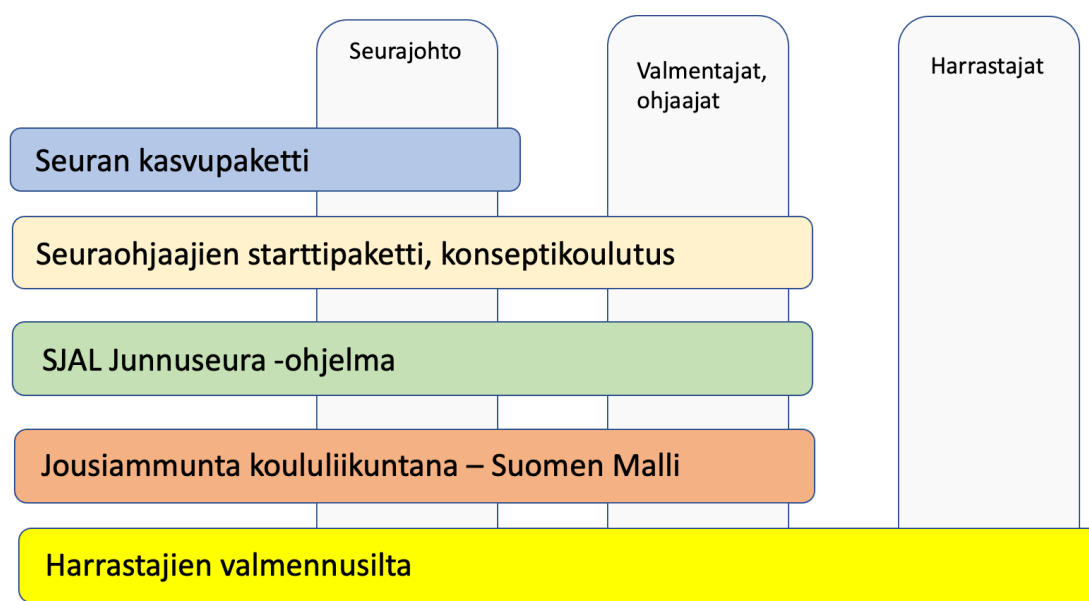 Seurajohto
Valmentajat,
ohjaajat
Harrastajat
Seuran kasvupaketti
Seuraohjaajien starttipaketti, konseptikoulutus
SJAL Junnuseura -ohjelma
Jousiammunta koululiikuntana – Suomen Malli
Harrastajien valmennusilta